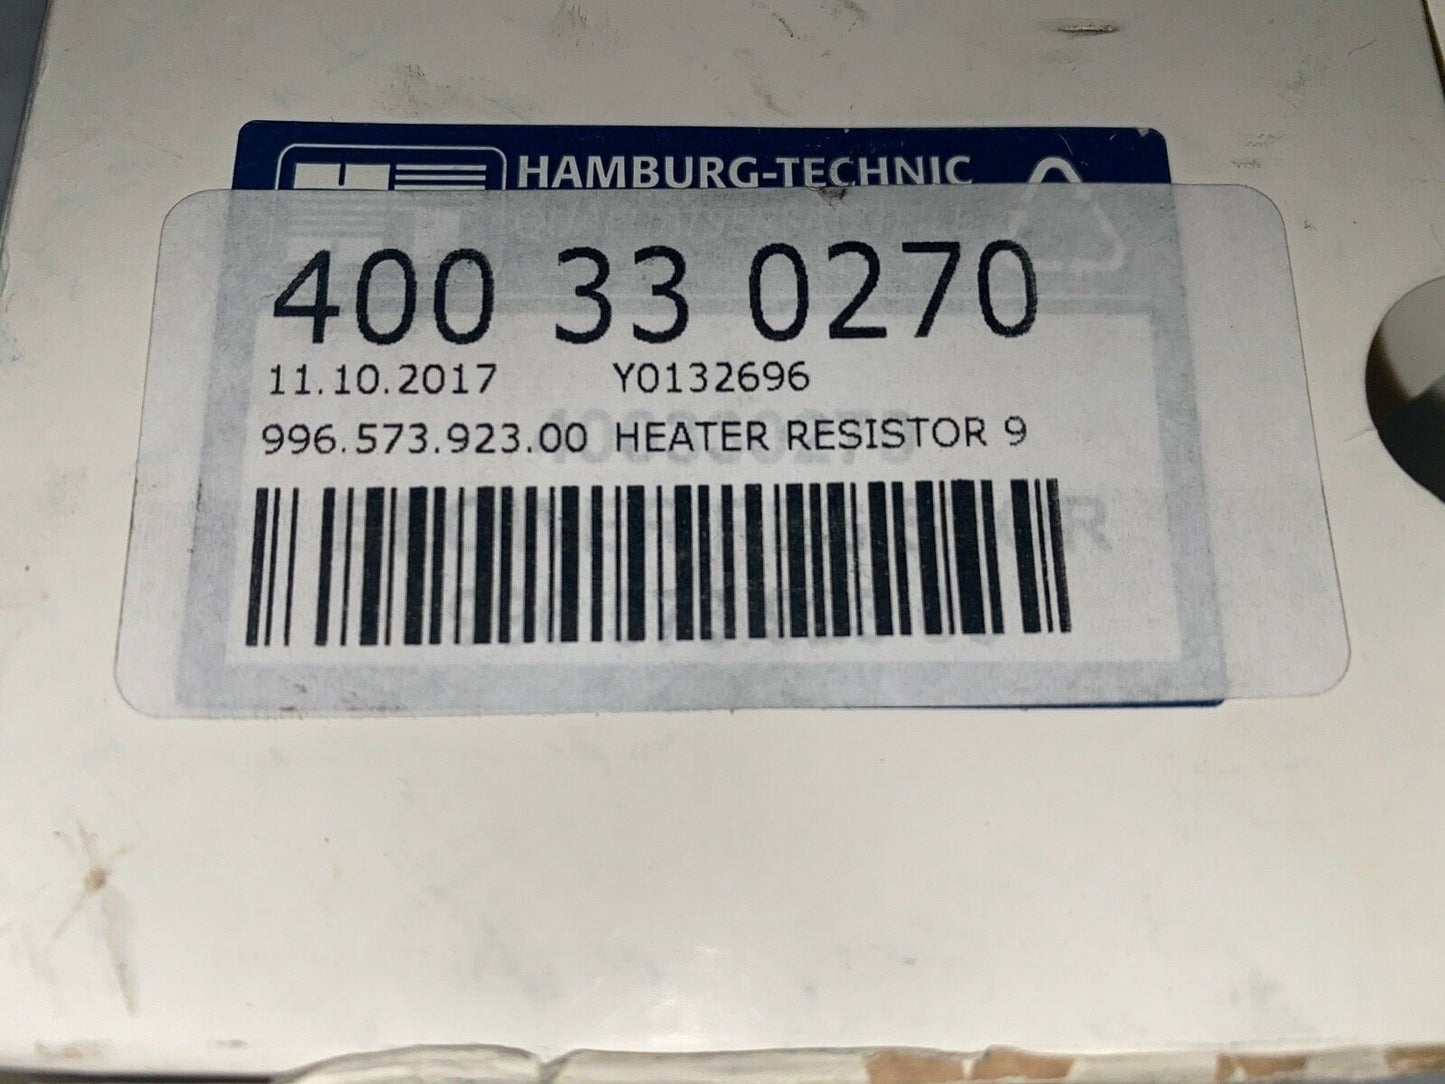 HAMBURG-TECHNIC
400 33 0270
11.10.2017 Y0132696
996.573.923.00 HEATER RESISTOR 9